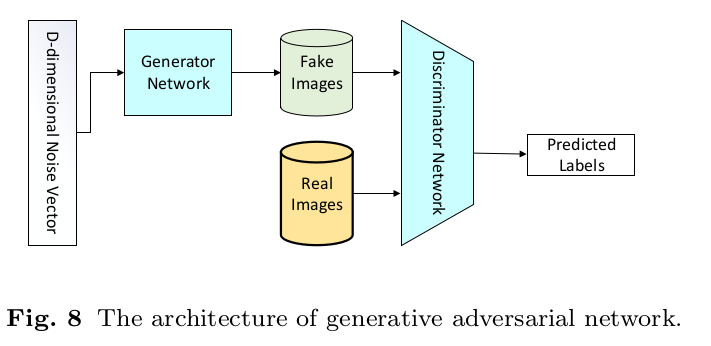 D-dimensional Noise Vector
Generator
Network
Fake
Images
Real
Images
Discriminator Network
Predicted
Labels
Fig. 8 The architecture of generative adversarial network.